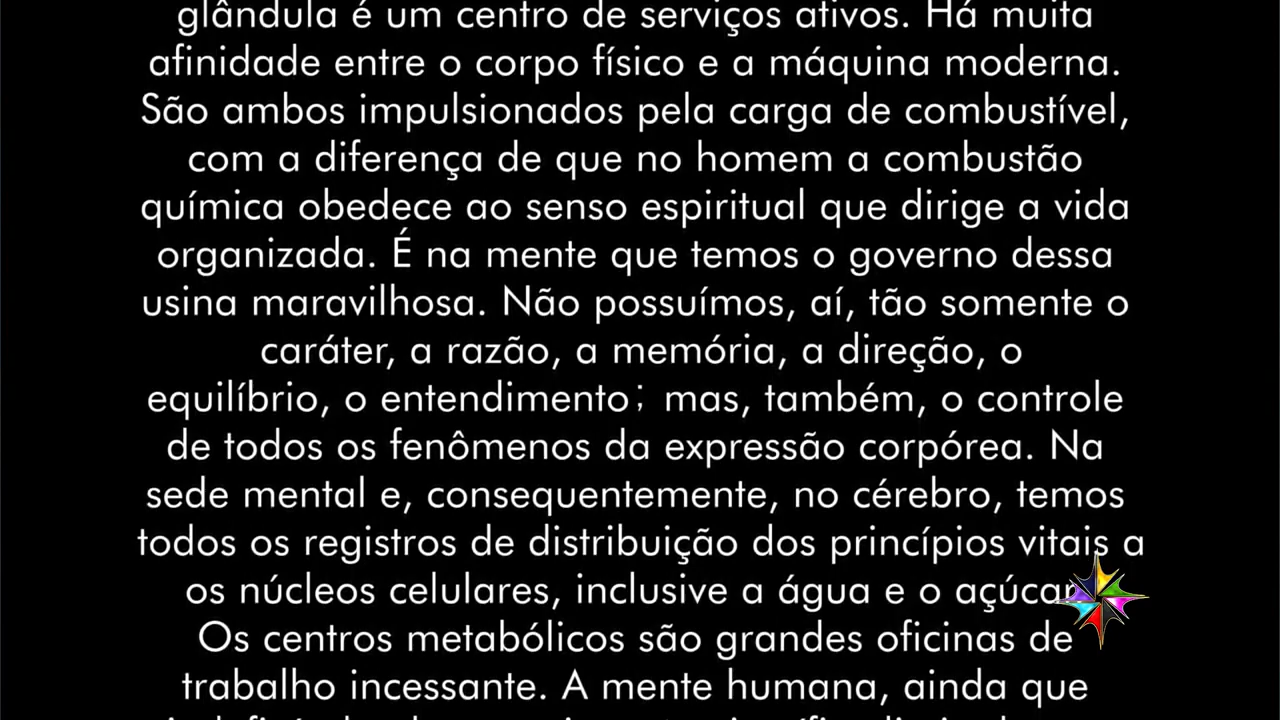 glândula é um centro de serviços ativos. Há muita
afinidade entre o corpo físico e a máquina moderna.
São ambos impulsionados pela carga de combustível,
com a diferença de que no homem a combustão
química obedece ao senso espiritual que dirige a vida
organizada. É na mente que temos o governo dessa
usina maravilhosa. Não possuímos, aí, tão somente o
caráter, a razão, a memória, a direção, o
equilíbrio, o entendimento; mas, também, o controle
de todos os fenômenos da expressão corpórea. Na
sede mental e, consequentemente, no cérebro, temos
todos os registros de distribuição dos princípios vitais a
os núcleos celulares, inclusive a água e o açúcar
Os centros metabólicos são grandes oficinas de
trabalho incessante. A mente humana, ainda que